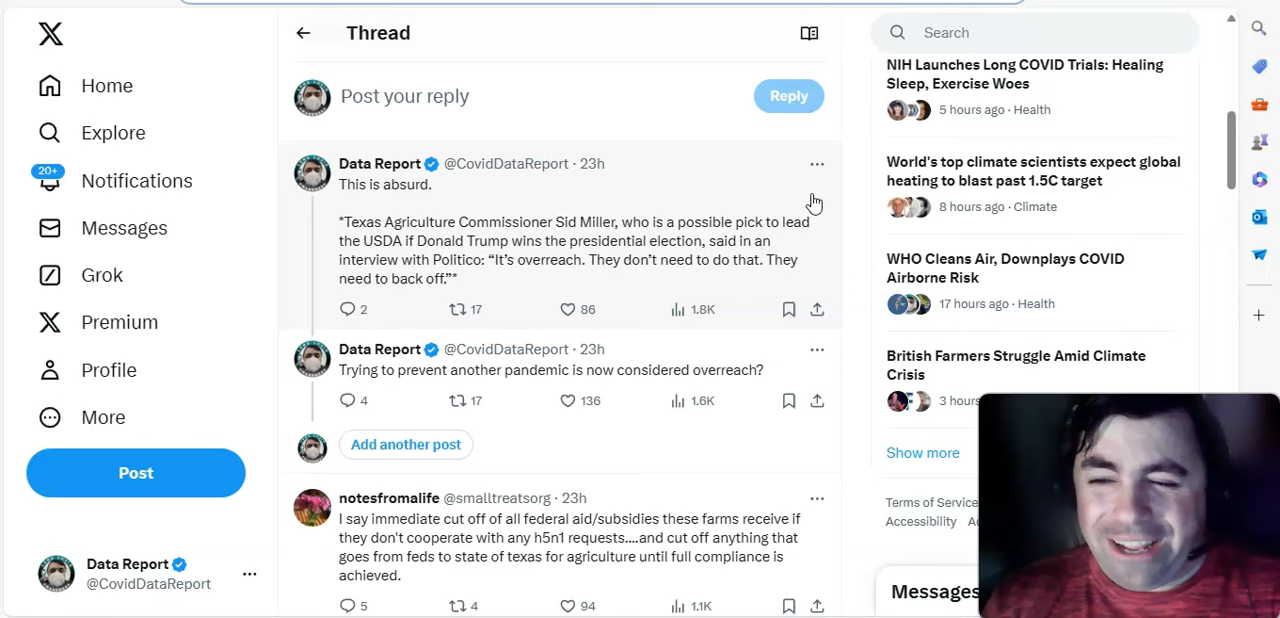 Home
Explore
20+
Notifications
Messages
Grok
Premium
Profile
More
Post
Data Report
@CovidDataReport
Thread
Post your reply
Reply
Data Report @CovidDataReport · 23h
This is absurd.
*Texas Agriculture Commissioner Sid Miller, who is a possible pick to lead
the USDA if Donald Trump wins the presidential election, said in an
interview with Politico: “It’s overreach. They don’t need to do that. They
need to back off.”*
2 17 86 1.8K
Data Report @CovidDataReport · 23h
Trying to prevent another pandemic is now considered overreach?
4 17 136 1.6K
Add another post
notesfromalife @smalltreatsorg · 23h
I say immediate cut off of all federal aid/subsidies these farms receive if
they don't cooperate with any h5n1 requests....and cut off anything that
goes from feds to state of texas for agriculture until full compliance is
achieved.
5 4 94 1.1K
Search
NIH Launches Long COVID Trials: Healing
Sleep, Exercise Woes
5 hours ago · Health
World's top climate scientists expect global
heating to blast past 1.5C target
8 hours ago · Climate
WHO Cleans Air, Downplays COVID
Airborne Risk
17 hours ago · Health
British Farmers Struggle Amid Climate
Crisis
3 hours
Show more
Terms of Service
Accessibility
Messages